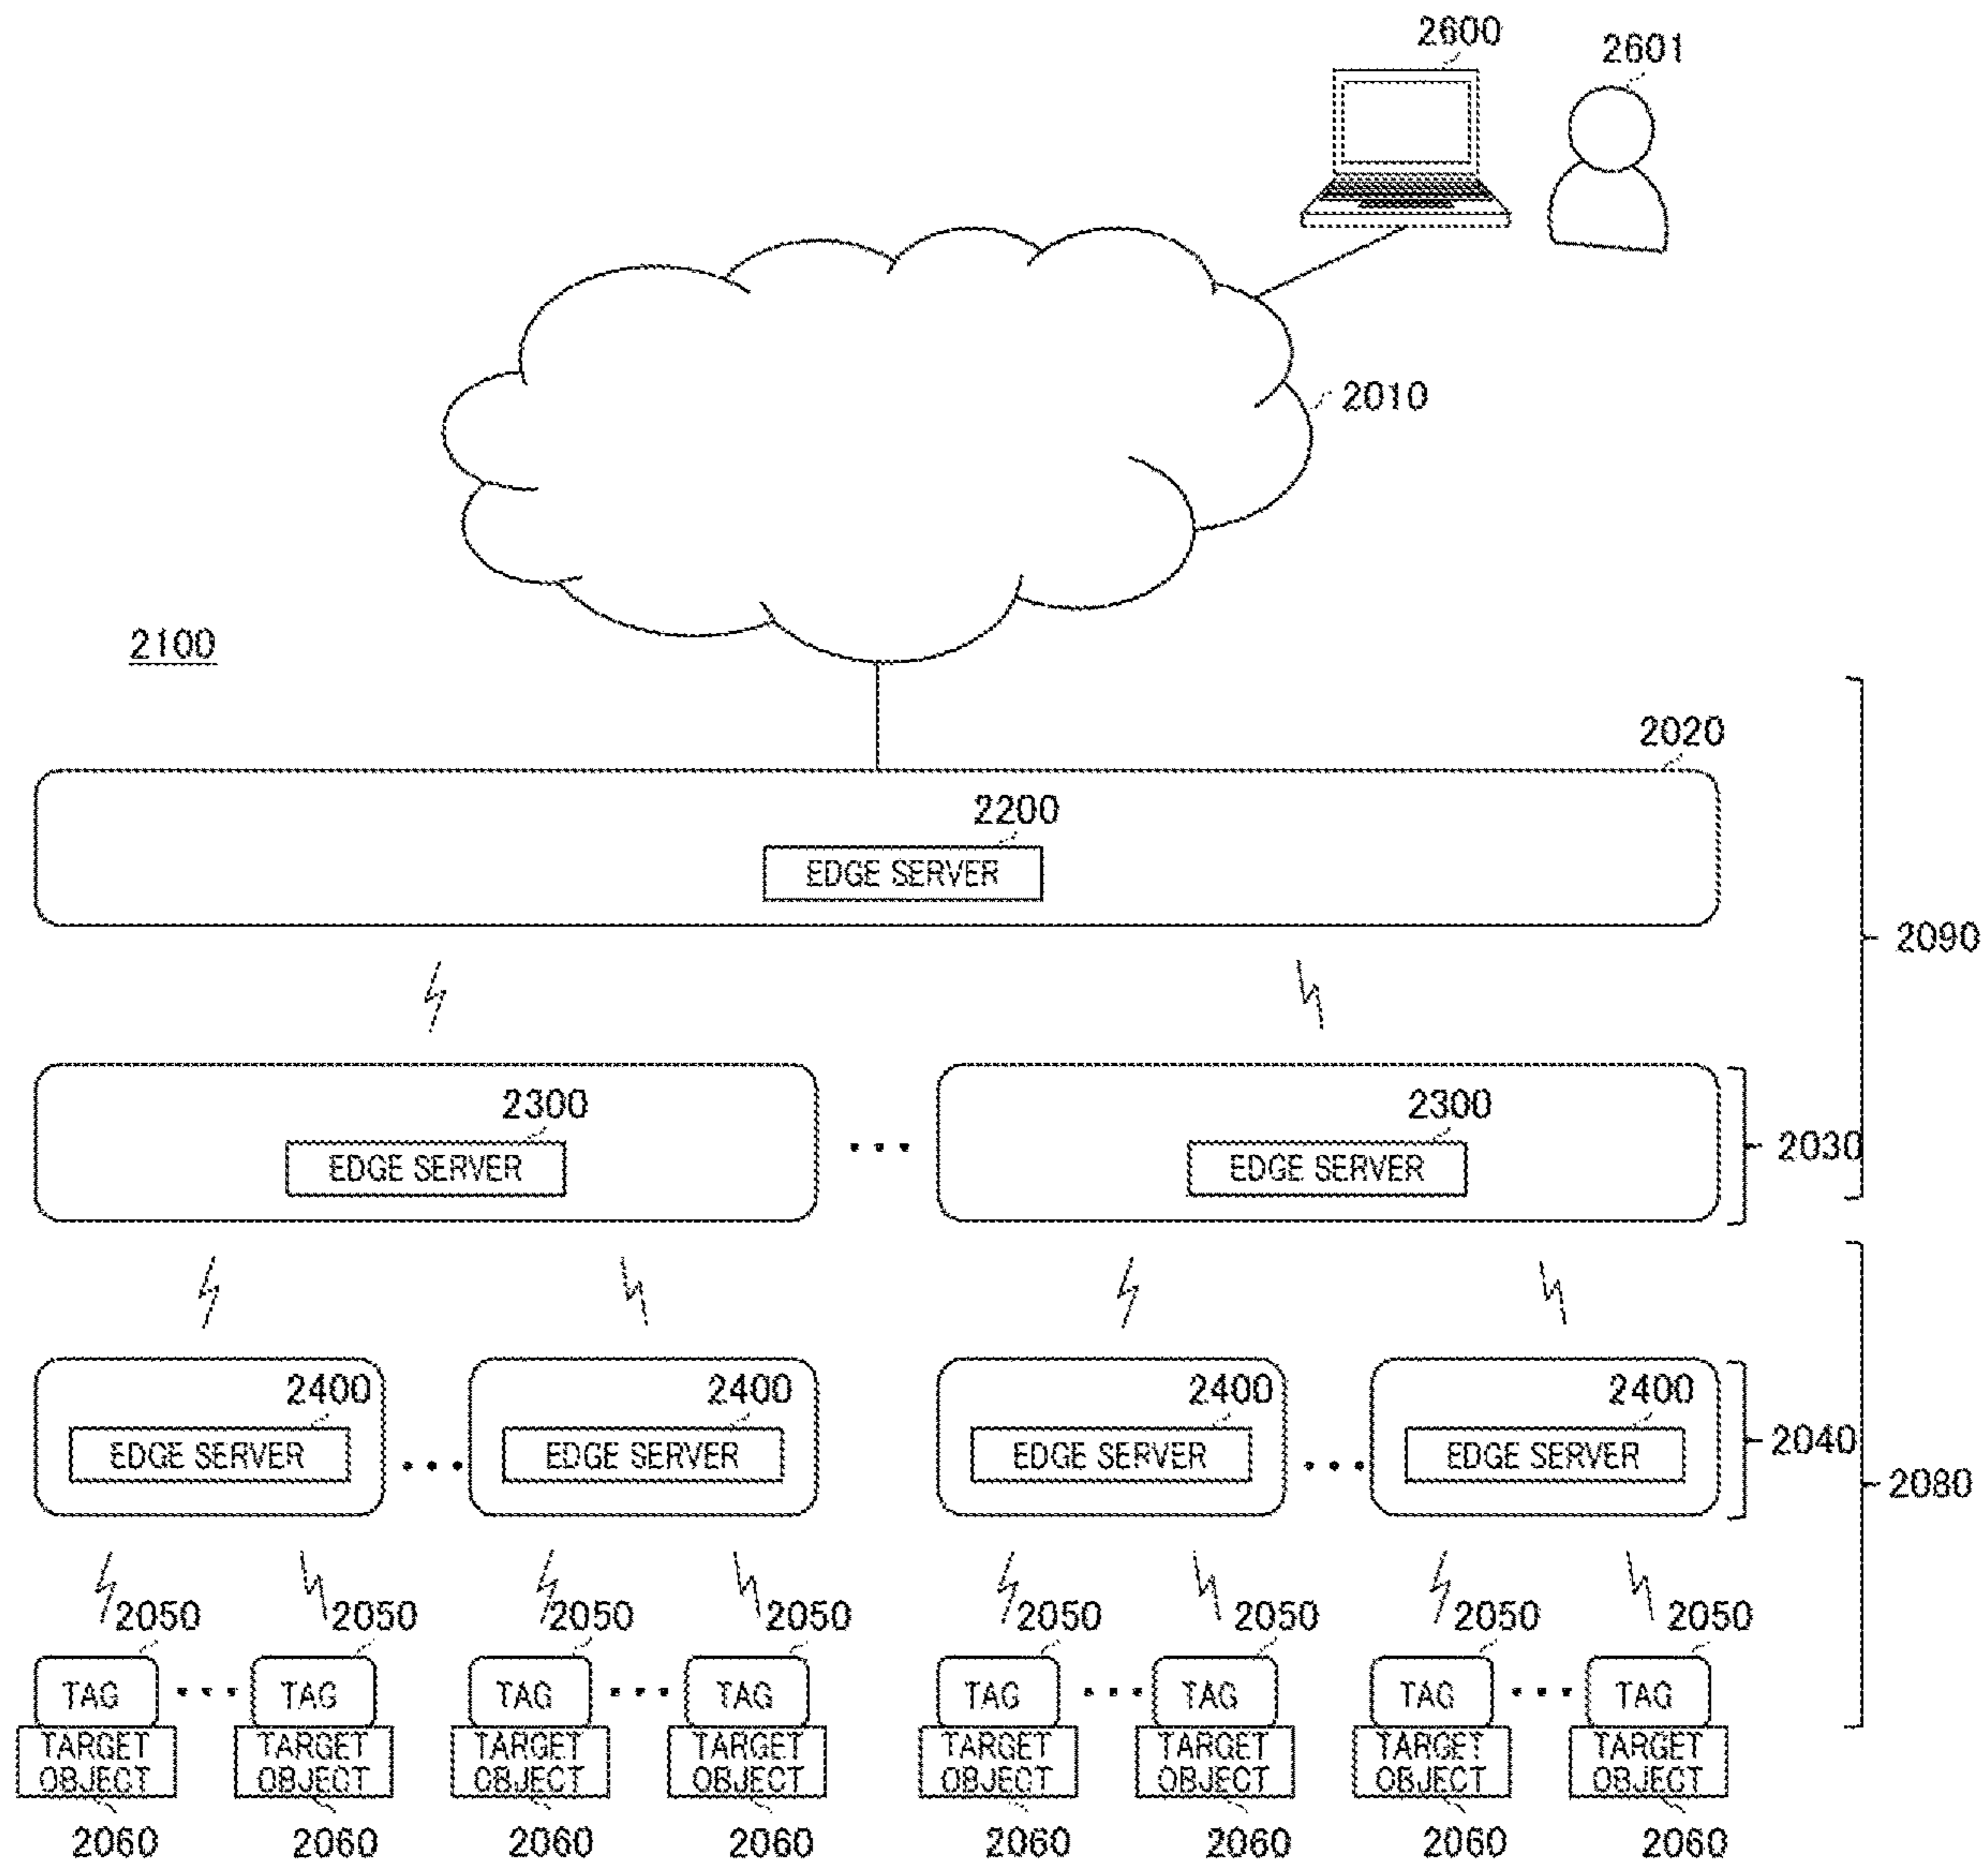 2600
2601
2010
2100
2020
2200
EDGE SERVER
2090
2300
2300
EDGE SERVER
EDGE SERVER
2030
2400
2400
2400
2400
EDGE SERVER
EDGE SERVER
EDGE SERVER
EDGE SERVER
2040
2080
2050
2050
2050
2050
2050
2050
2050
2050
TAG
TAG
TAG
TAG
TAG
TAG
TAG
TAG
TARGET OBJECT
TARGET OBJECT
TARGET OBJECT
TARGET OBJECT
TARGET OBJECT
TARGET OBJECT
TARGET OBJECT
TARGET OBJECT
2060
2060
2060
2060
2060
2060
2060
2060